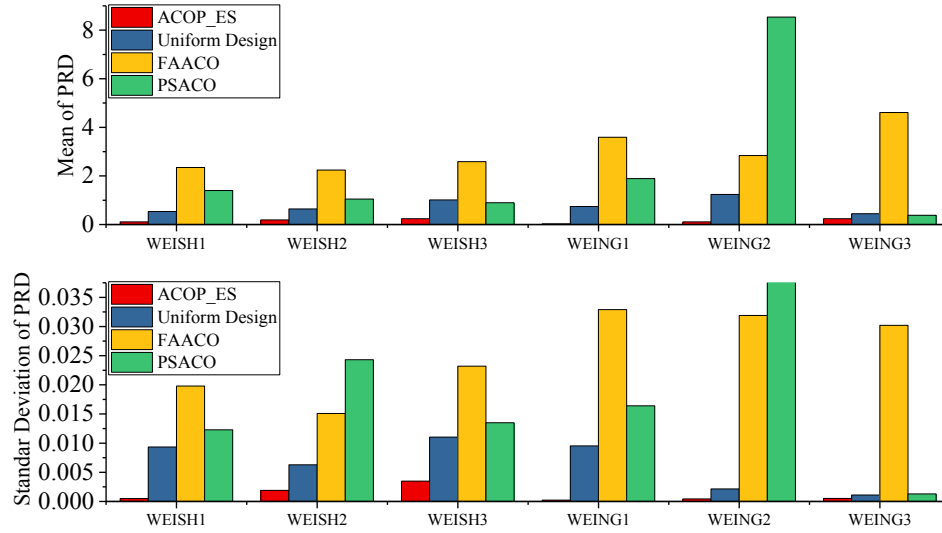 Mean of PRD
8
6
4
2
0
ACOP_ES
Uniform Design
FAACO
PSACO
WEISH1 WEISH2 WEISH3 WEING1 WEING2 WEING3
Standar Deviation of PRD
0.035
0.030
0.025
0.020
0.015
0.010
0.005
0.000
ACOP_ES
Uniform Design
FAACO
PSACO
WEISH1 WEISH2 WEISH3 WEING1 WEING2 WEING3